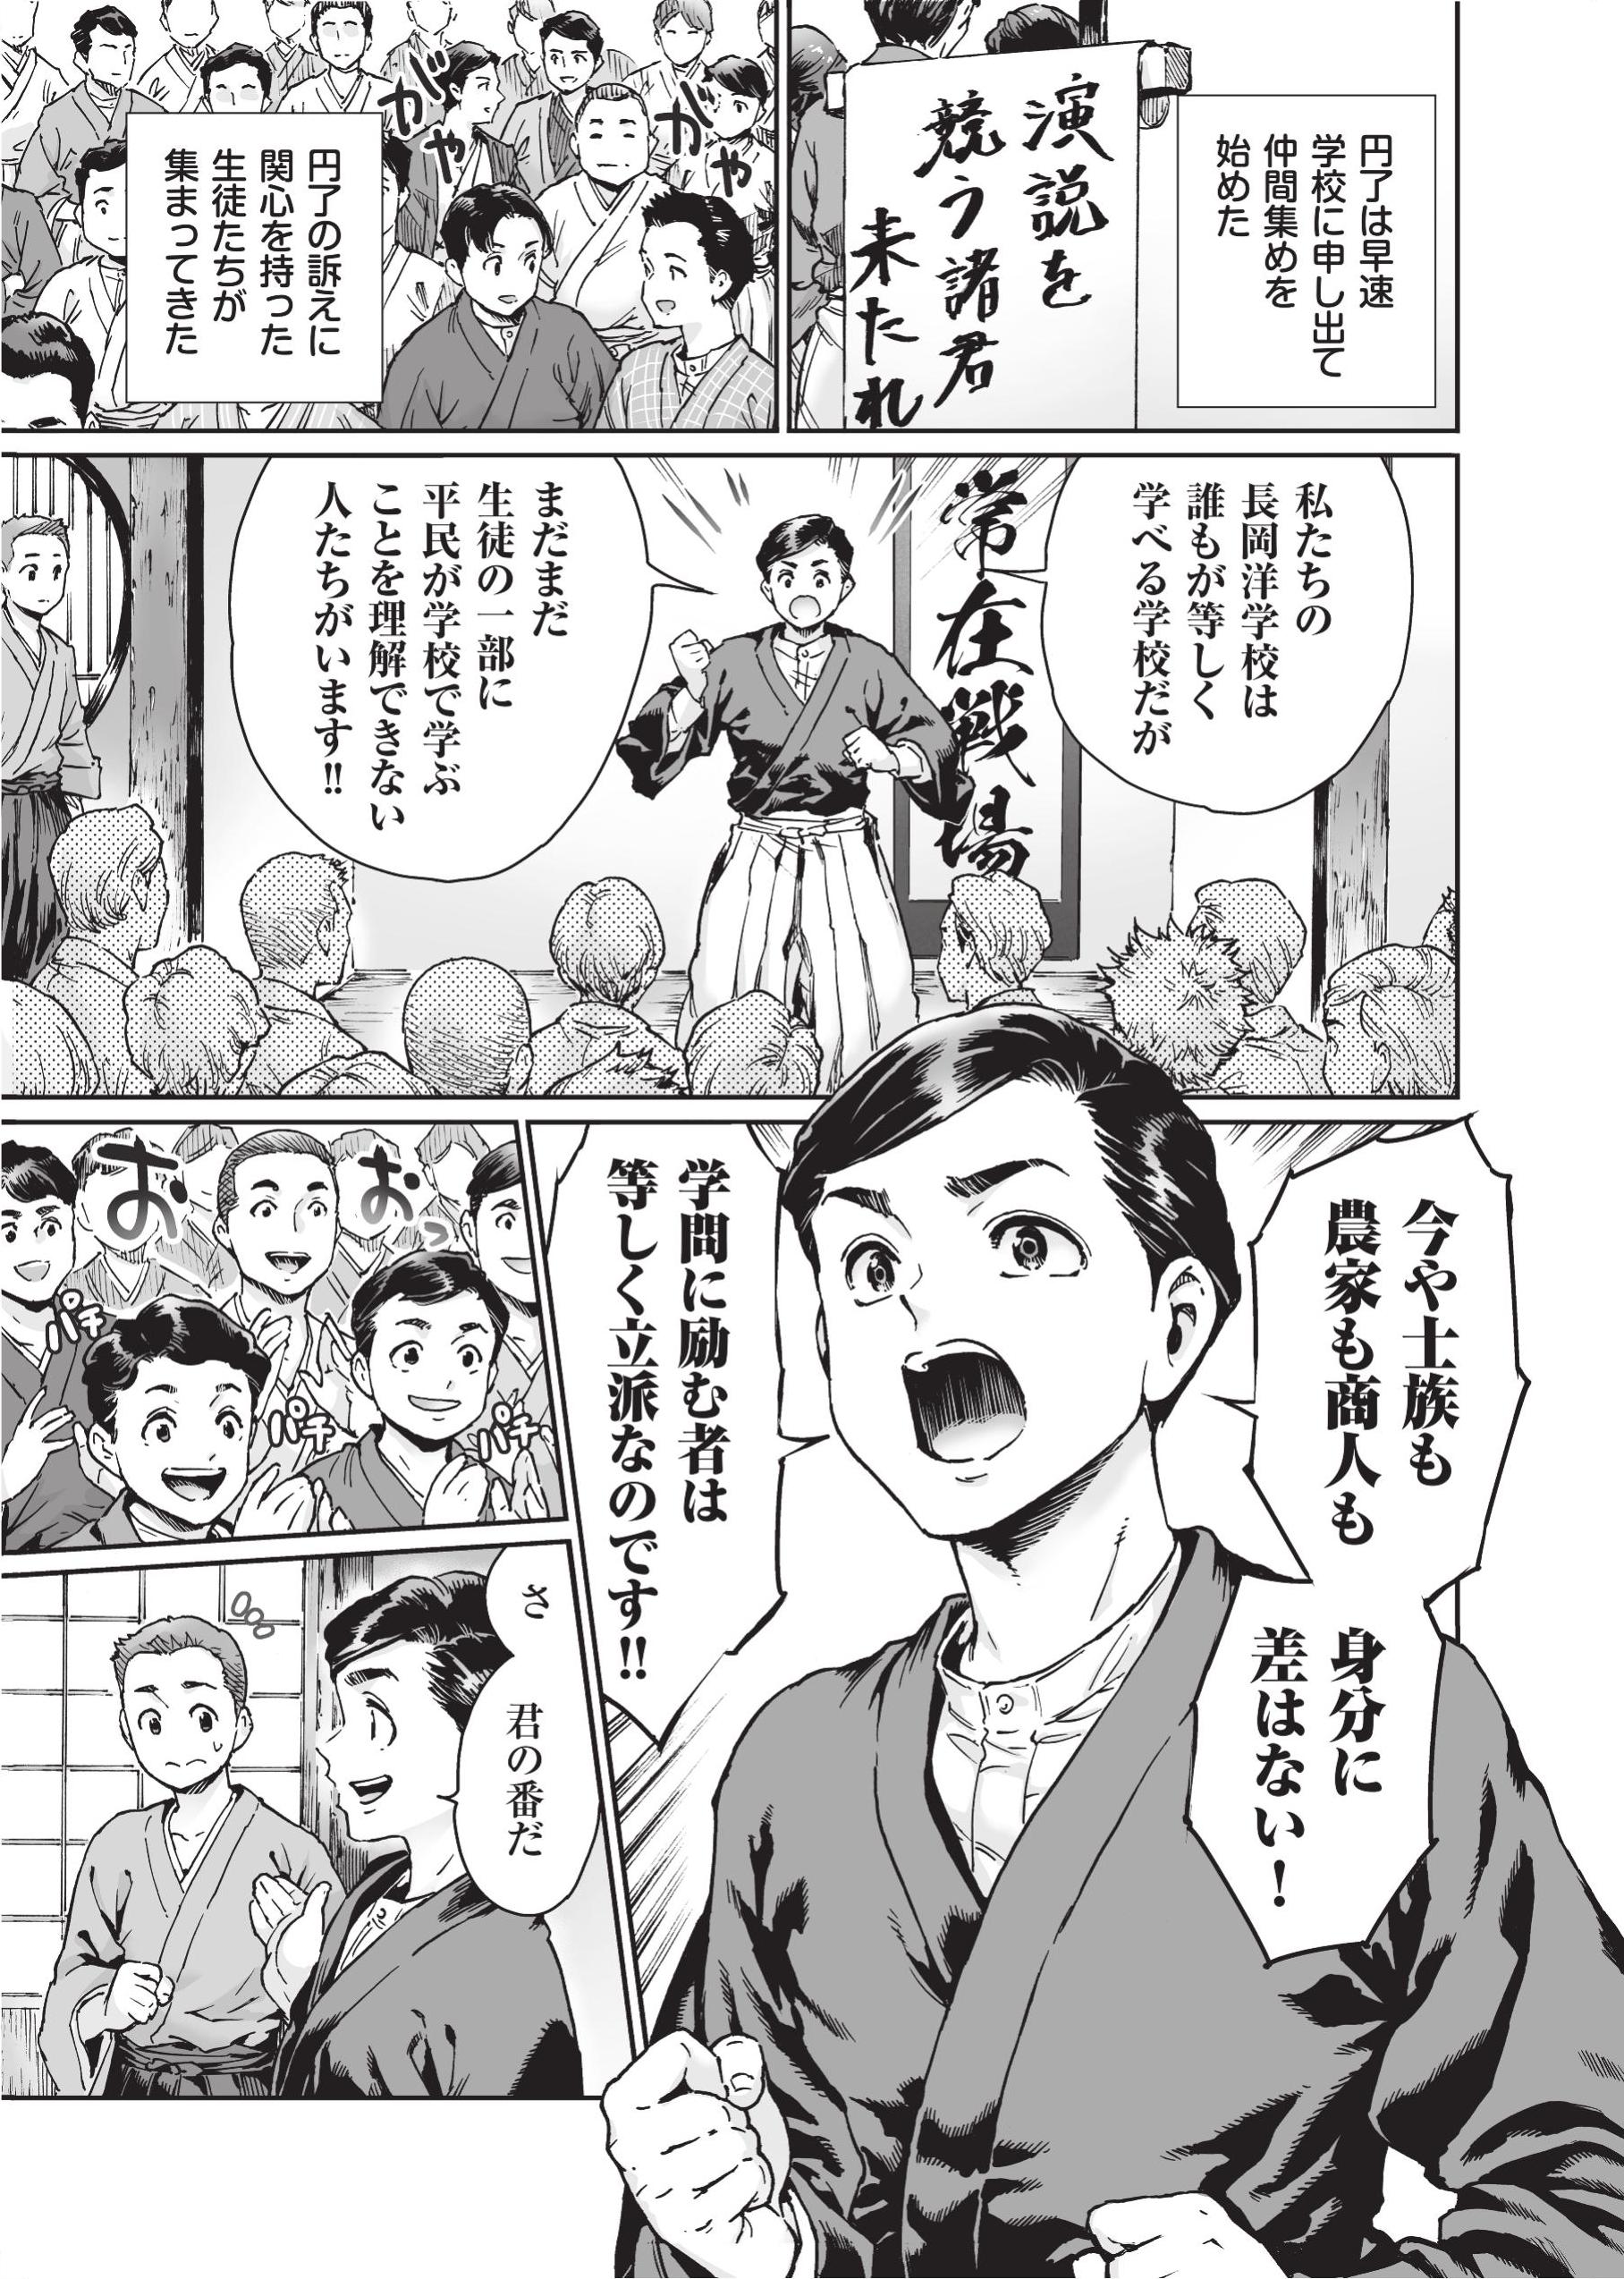 円了は早速
学校に申し出て
仲間集めを
始めた
演説を
競う諸君
来たれ
ガヤ
ガヤ
円了の訴えに
関心を持った
生徒たちが
集まってきた
私たちの
長岡洋学校は
誰もが等しく
学べる学校だが
常在戦場
まだまだ
生徒の一部に
平民が学校で学ぶ
ことを理解できない
人たちがいます!!
今や士族も
農家も商人も
身分に
差はない!
学問に励む者は
等しく立派なのです!!
おっ
お
パチ
パチ
パチ
さ
君の番だ